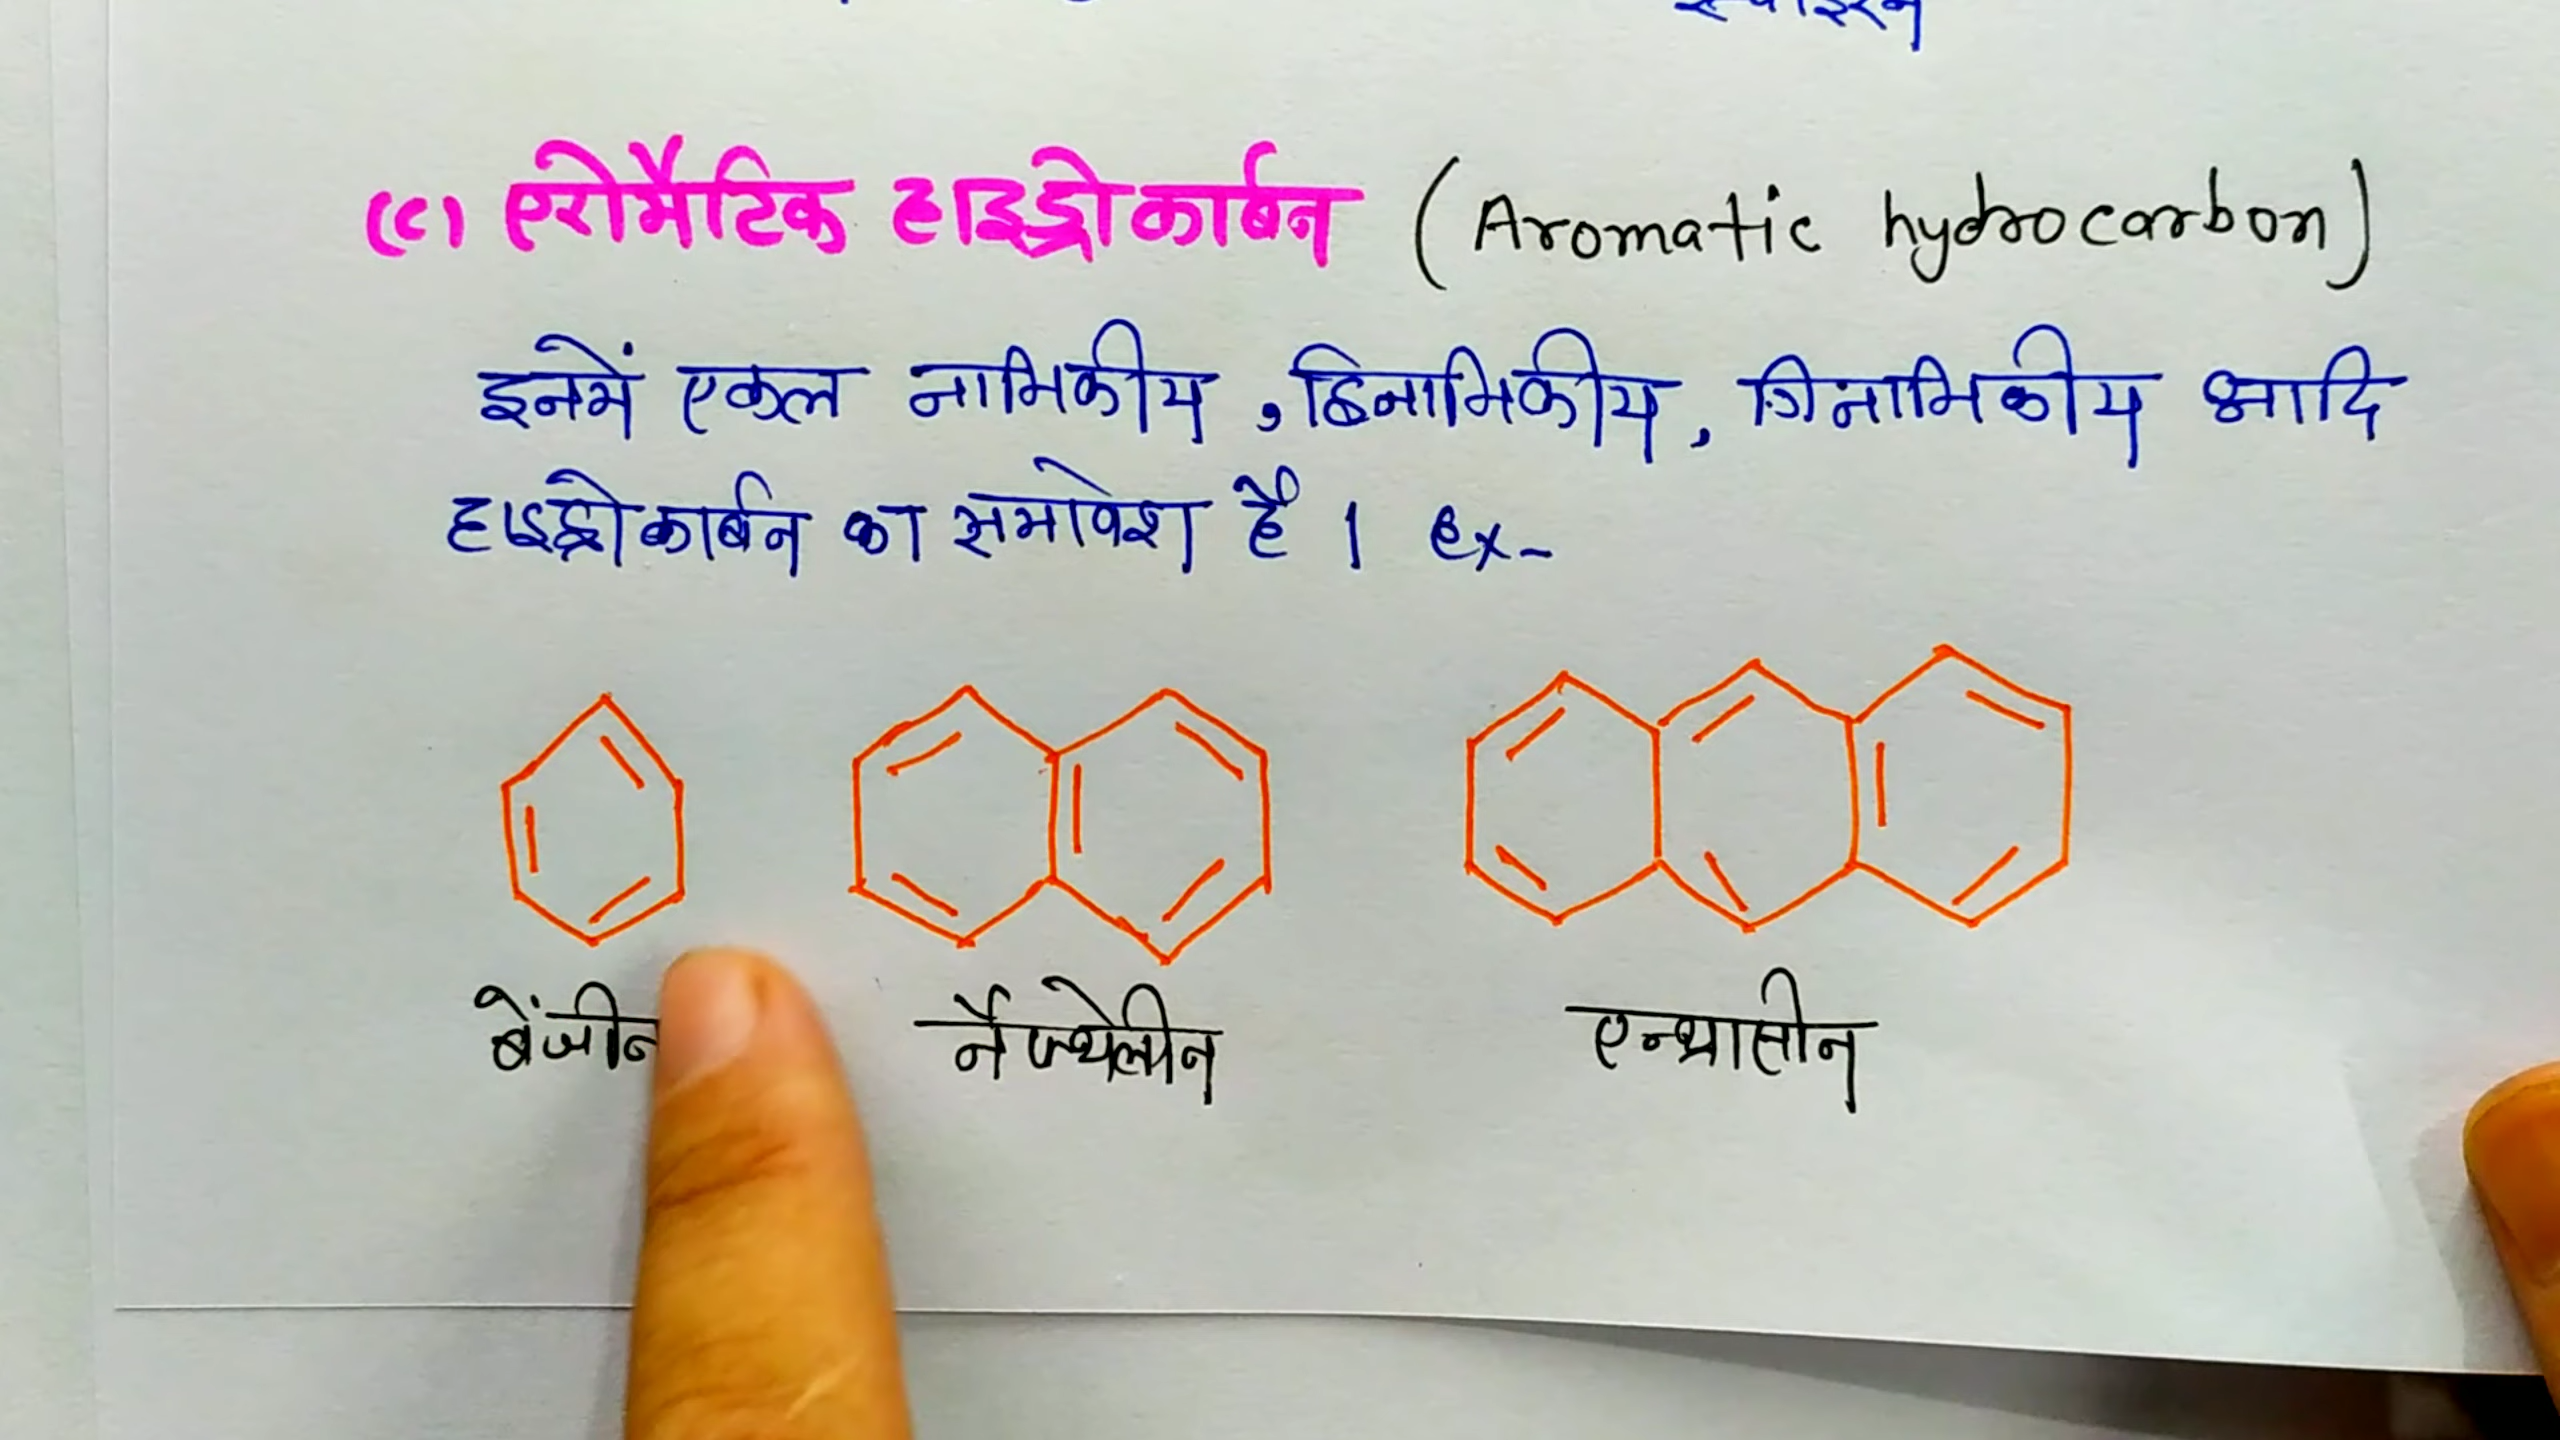 (c) एरोमैटिक हाइड्रोकार्बन (Aromatic hydrocarbon)
इनमें एकल नाभिकीय , द्विनाभिकीय , त्रिनाभिकीय आदि
हाइड्रोकार्बन का समावेश है । ex-
बेंजीन नैफ्थेलीन एन्थ्रासीन